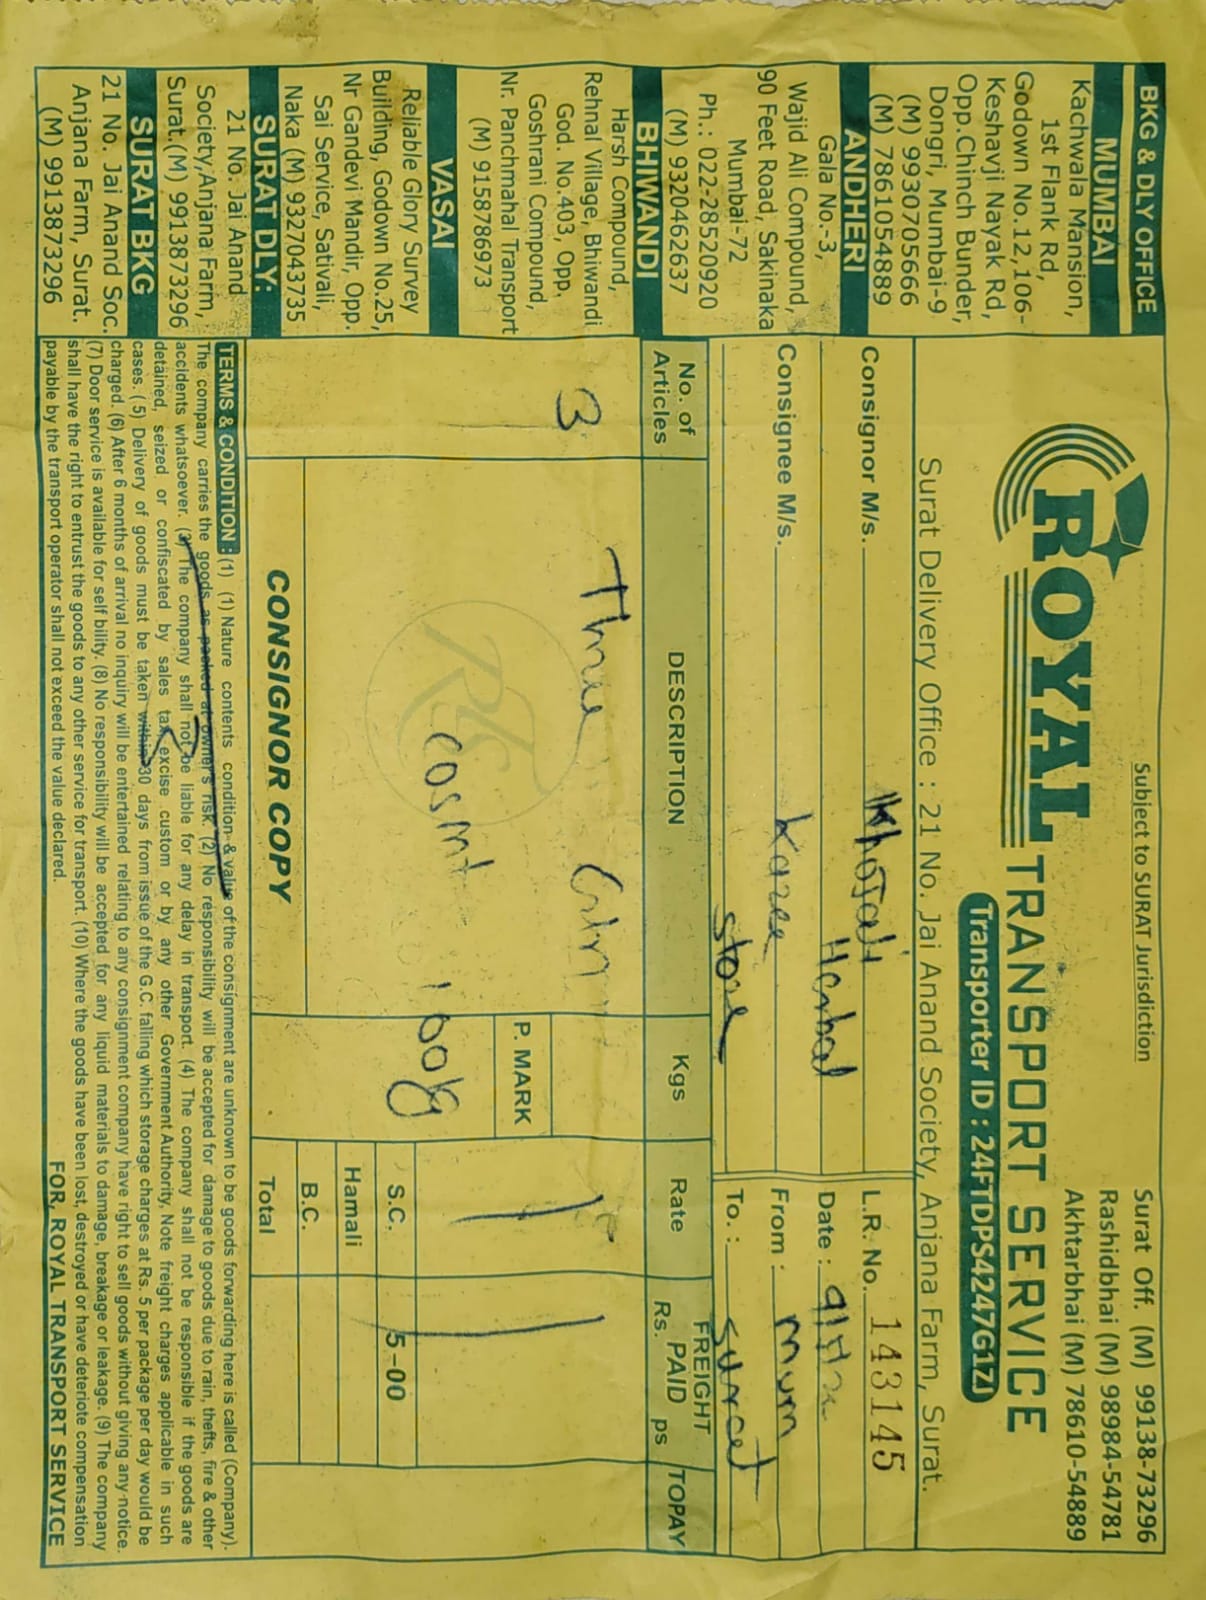 BKG & DLY OFFICE
MUMBAI
Kachwala Mansion,
1st Flank Rd,
Godown No.12,106-
Keshavji Nayak Rd,
Opp.Chinch Bunder,
Dongri, Mumbai-9
(M) 9930705666
(M) 7861054889
ANDHERI
Gala No.-3,
Wajid Ali Compound,
90 Feet Road, Sakinaka
Mumbai-72
Ph.: 022-28520920
(M) 9320462637
BHIWANDI
Harsh Compound,
Rehnal Village, Bhiwandi
God. No.403, Opp.
Goshrani Compound,
Nr. Panchmahal Transport
(M) 9158786973
VASAI
Reliable Glory Survey
Building, Godown No.25,
Nr Gandevi Mandir, Opp.
Sai Service, Sativali,
Naka (M) 9327043735
SURAT DLY:
21 No. Jai Anand
Society,Anjana Farm,
Surat.(M) 9913873296
SURAT BKG
21 No. Jai Anand Soc.
Anjana Farm, Surat.
(M) 9913873296
Subject to SURAT Jurisdiction
Surat Off. (M) 99138-73296
Rashidbhai (M) 98984-54781
Akhtarbhai (M) 78610-54889
ROYAL TRANSPORT SERVICE
Transporter ID : 24FTDPS4247G1ZI
Surat Delivery Office : 21 No. Jai Anand Society, Anjana Farm, Surat.
Consignor M/s. Khojati Herbal
Consignee M/s. Store
L.R. No. 143145
Date :
From : Mum
To. : Surat
No. of Articles DESCRIPTION Kgs Rate FREIGHT Rs. PAID ps TOPAY
3 Three
cosmt 100kg
P. MARK
S.C. 5-00
Hamali
B.C.
Total
CONSIGNOR COPY
TERMS & CONDITION : (1) (1) Nature contents condition & value of the consignment are unknown to be goods forwarding here is called (Company).
The company carries the goods as packed at owner's risk. (2) No responsibility will be accepted for damage to goods due to rain, thefts, fire & other
accidents whatsoever. (3) The company shall not be liable for any delay in transport. (4) The company shall not be responsible if the goods are
detained, seized or confiscated by sales tax excise custom or by any other Goverment Authority, Note freight charges applicable in such
cases. (5) Delivery of goods must be taken within 30 days from issue of the G.C. falling which storage charges at Rs. 5 per package per day would be
charged. (6) After 6 months of arrival no inquiry will be entertained relating to any consignment company have right to sell goods without giving any-notice.
(7) Door service is available for self bility. (8) No responsibility will be accepted for any liquid materials to damage, breakage or leakage. (9) The company
shall have the right to entrust the goods to any other service for transport. (10) Where the goods have been lost, destroyed or have deteriote compensation
payable by the transport operator shall not exceed the value declared.
FOR, ROYAL TRANSPORT SERVICE